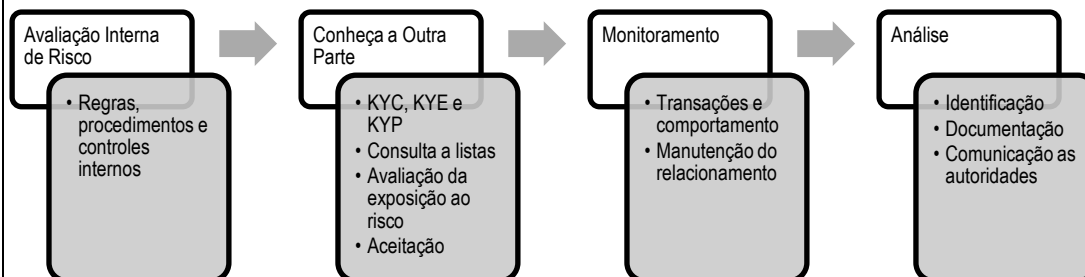 Avaliação Interna
de Risco
• Regras,
procedimentos e
controles
internos
Conheça a Outra
Parte
• KYC, KYE e
KYP
• Consulta a listas
• Avaliação da
exposição ao
risco
• Aceitação
Monitoramento
• Transações e
comportamento
• Manutenção do
relacionamento
Análise
• Identificação
• Documentação
• Comunicação as
autoridades